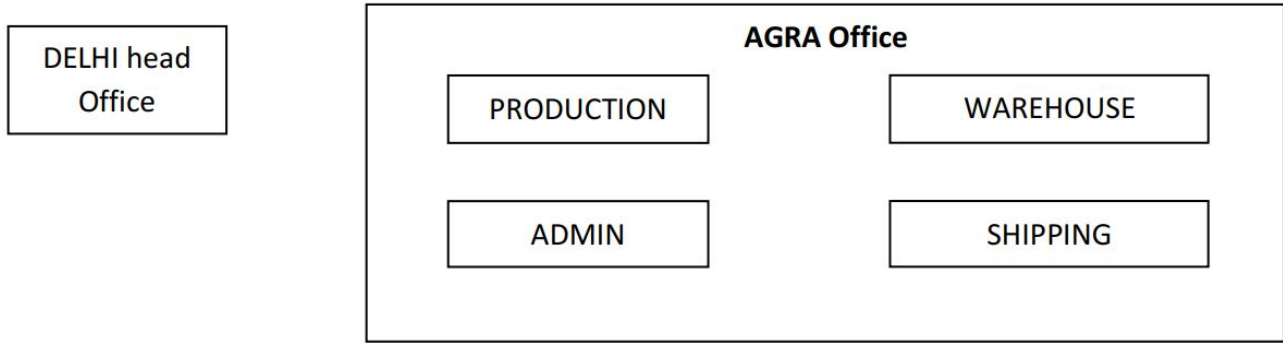 DELHI head
Office
AGRA Office
PRODUCTION
WAREHOUSE
ADMIN
SHIPPING